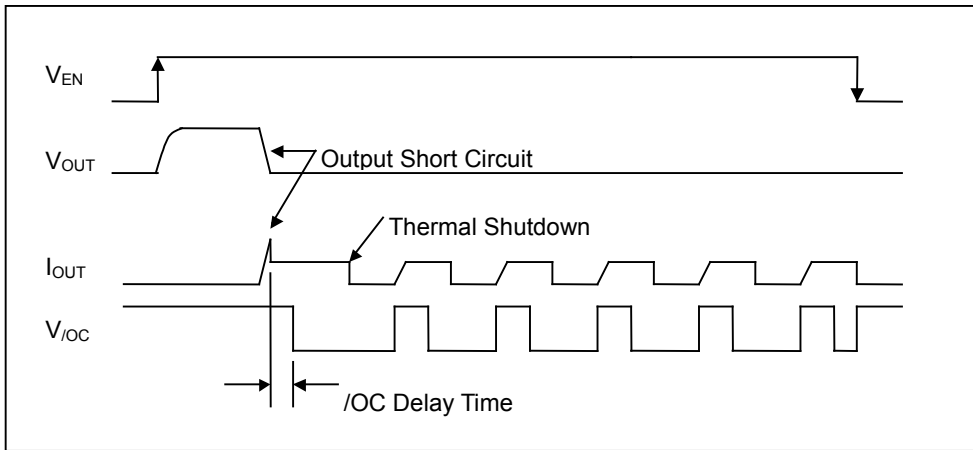 VEN
VOUT
Output Short Circuit
Thermal Shutdown
IOUT
V/OC
/OC Delay Time